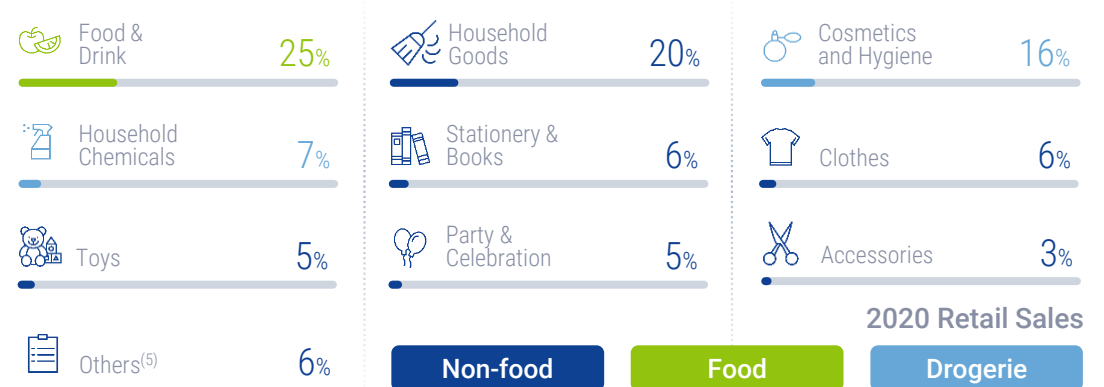 Food &
Drink
25%
Household
Goods
20%
Cosmetics
and Hygiene
16%
Household
Chemicals
7%
Stationery &
Books
6%
Clothes
6%
Toys
5%
Party &
Celebration
5%
Accessories
3%
Others(5)
6%
2020 Retail Sales
Non-food
Food
Drogerie